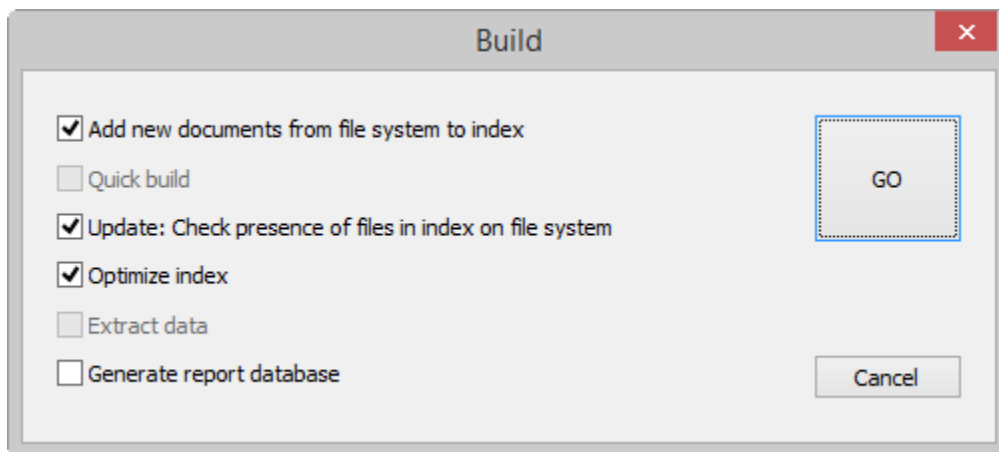 Build
Add new documents from file system to index
Quick build
GO
Update: Check presence of files in index on file system
Optimize index
Extract data
Generate report database
Cancel